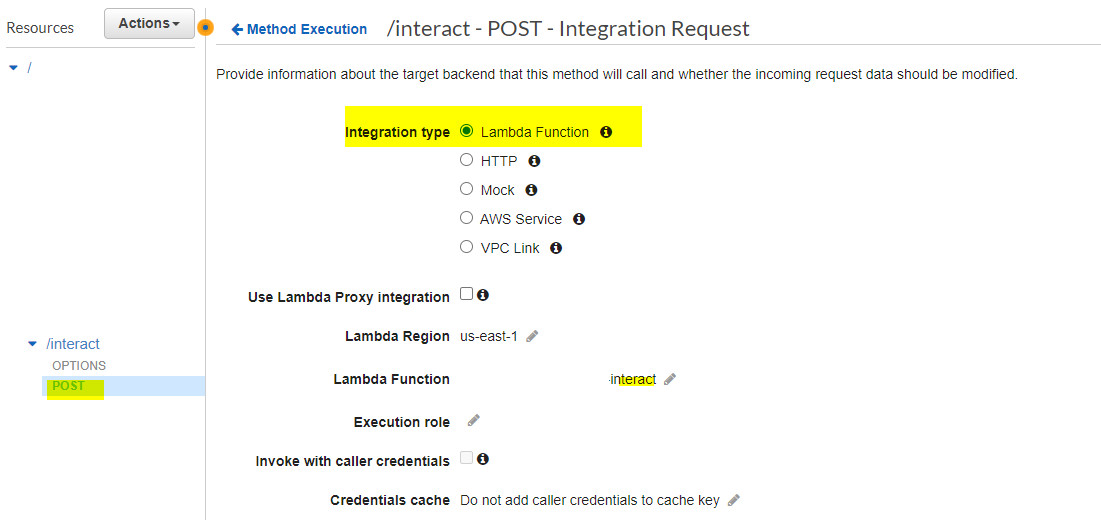 Resources
Actions
/
/interact
OPTIONS
POST
Method Execution
/interact - POST - Integration Request
Provide information about the target backend that this method will call and whether the incoming request data should be modified.
Integration type Lambda Function
HTTP
Mock
AWS Service
VPC Link
Use Lambda Proxy integration
Lambda Region us-east-1
Lambda Function -interact
Execution role
Invoke with caller credentials
Credentials cache Do not add caller credentials to cache key